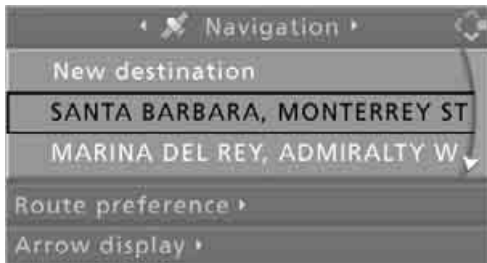 Navigation
New destination
SANTA BARBARA, MONTERREY ST
MARINA DEL REY, ADMIRALTY W
Route preference
Arrow display